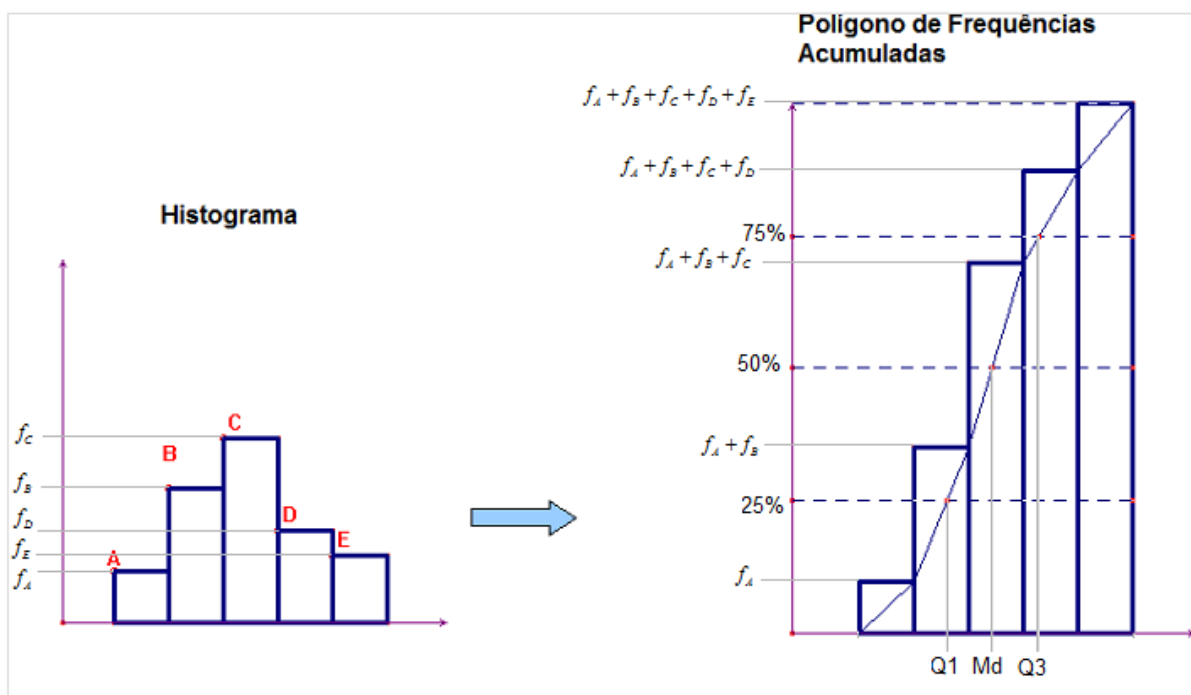 Polígono de Frequências
Acumuladas
f_A + f_B + f_C + f_D + f_E
f_A + f_B + f_C + f_D
Histograma
75%
f_A + f_B + f_C
50%
f_C
C
B
f_A + f_B
f_B
25%
f_D
D
f_E
E
A
f_A
f_A
Q1 Md Q3